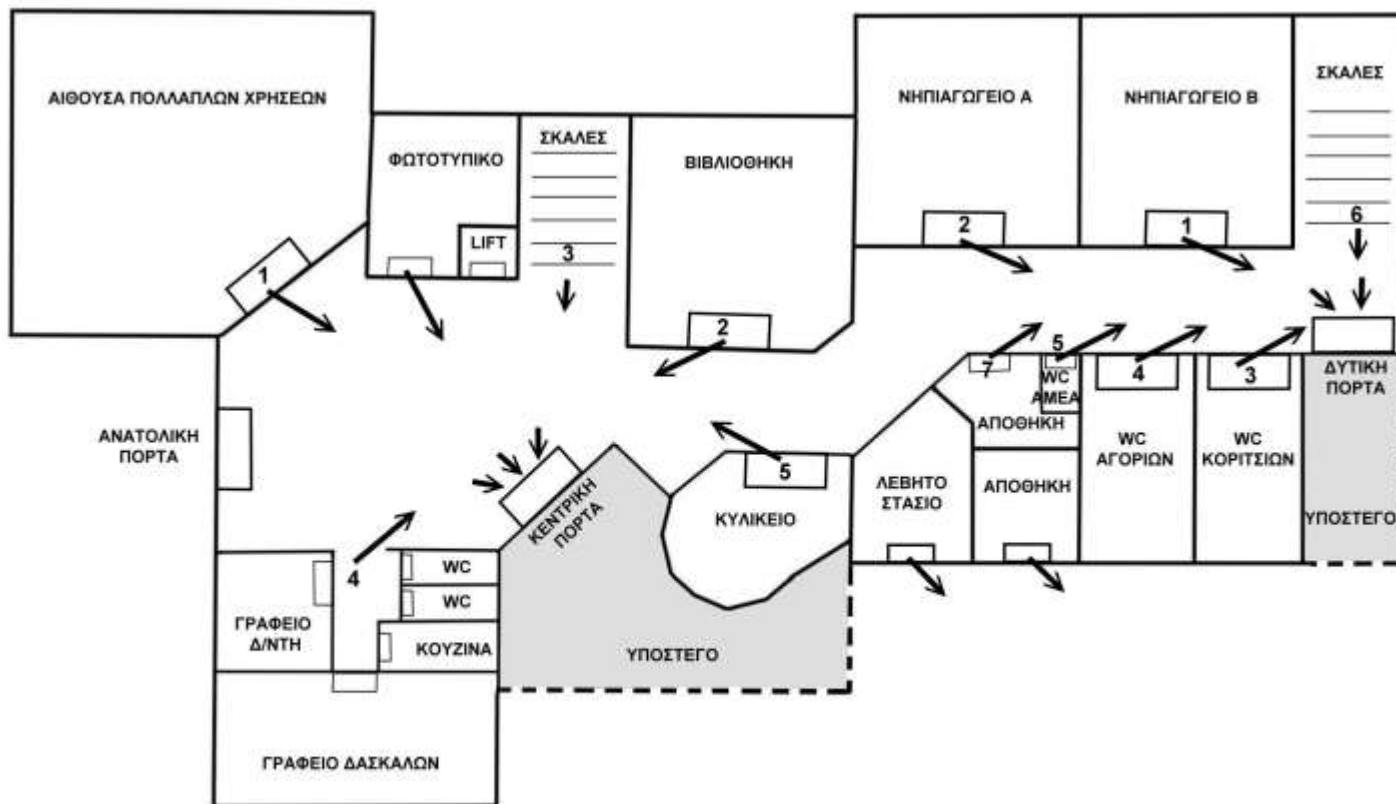 ΑΙΘΟΥΣΑ ΠΟΛΛΑΠΛΩΝ ΧΡΗΣΕΩΝ
1
ΦΩΤΟΤΥΠΙΚΟ
LIFT
ΣΚΑΛΕΣ
3
ΒΙΒΛΙΟΘΗΚΗ
2
ΝΗΠΙΑΓΩΓΕΙΟ Α
2
ΝΗΠΙΑΓΩΓΕΙΟ Β
1
ΣΚΑΛΕΣ
6
ΑΝΑΤΟΛΙΚΗ
ΠΟΡΤΑ
ΚΕΝΤΡΙΚΗ
ΠΟΡΤΑ
5
ΚΥΛΙΚΕΙΟ
7
ΑΠΟΘΗΚΗ
5
WC
ΑΜΕΑ
4
WC
ΑΓΟΡΙΩΝ
3
WC
ΚΟΡΙΤΣΙΩΝ
ΔΥΤΙΚΗ
ΠΟΡΤΑ
ΥΠΟΣΤΕΓΟ
ΛΕΒΗΤΟ
ΣΤΑΣΙΟ
ΑΠΟΘΗΚΗ
4
WC
WC
ΚΟΥΖΙΝΑ
ΓΡΑΦΕΙΟ
Δ/ΝΤΗ
ΥΠΟΣΤΕΓΟ
ΓΡΑΦΕΙΟ ΔΑΣΚΑΛΩΝ